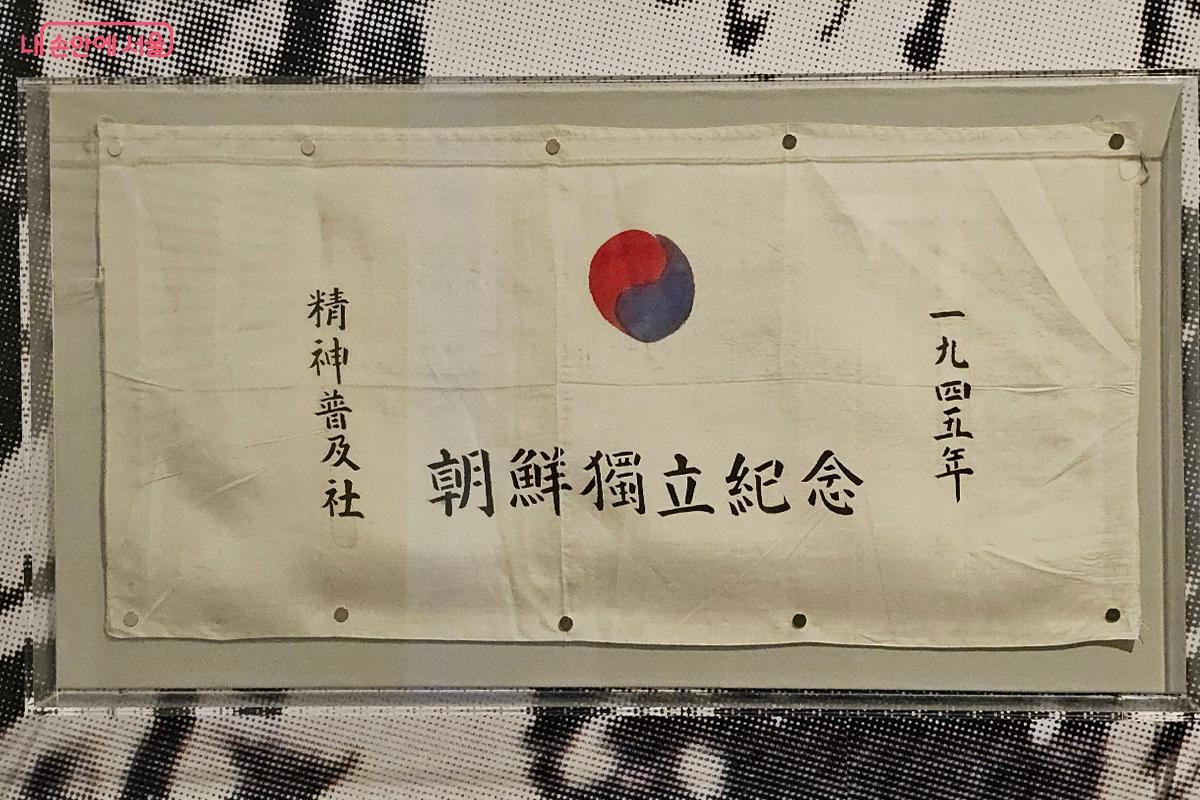 내 손안에 서울
一九四五年
朝鮮獨立紀念
精神普及社